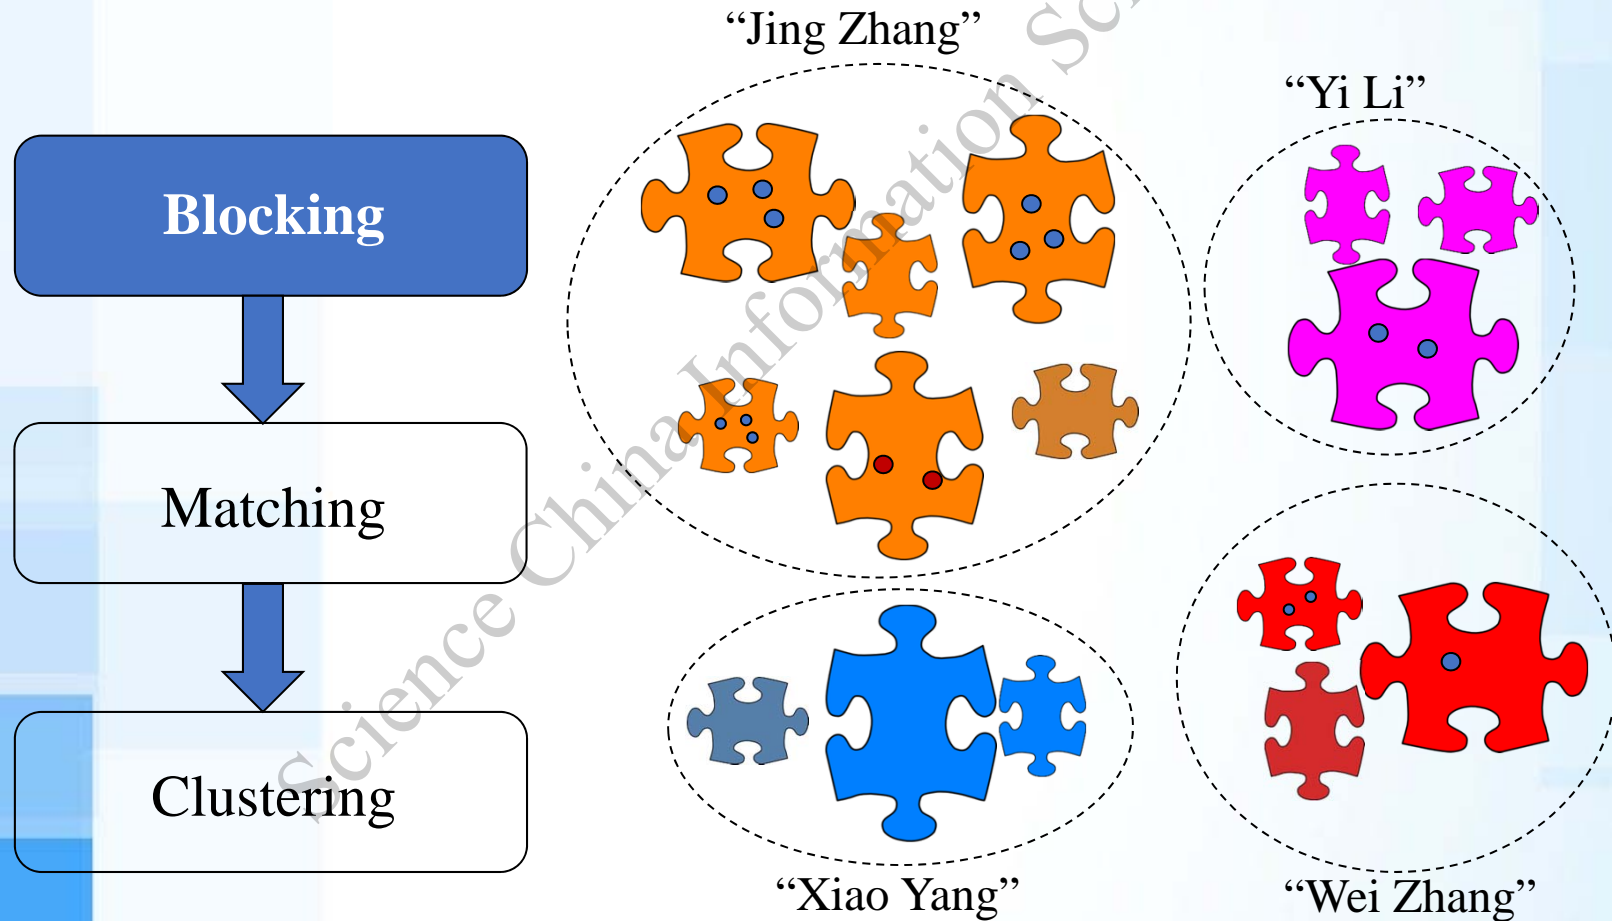 “Jing Zhang”
“Yi Li”
Blocking
Matching
Clustering
“Xiao Yang”
“Wei Zhang”
Science China Information Sc